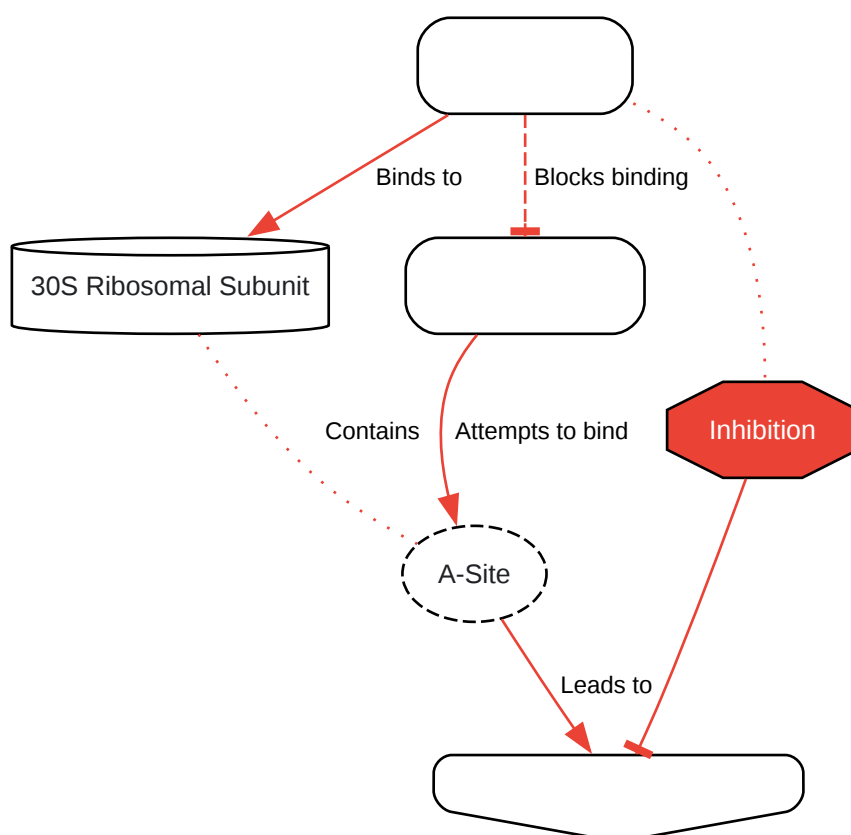 Binds to
Blocks binding
30S Ribosomal Subunit
Contains
Attempts to bind
Inhibition
A-Site
Leads to